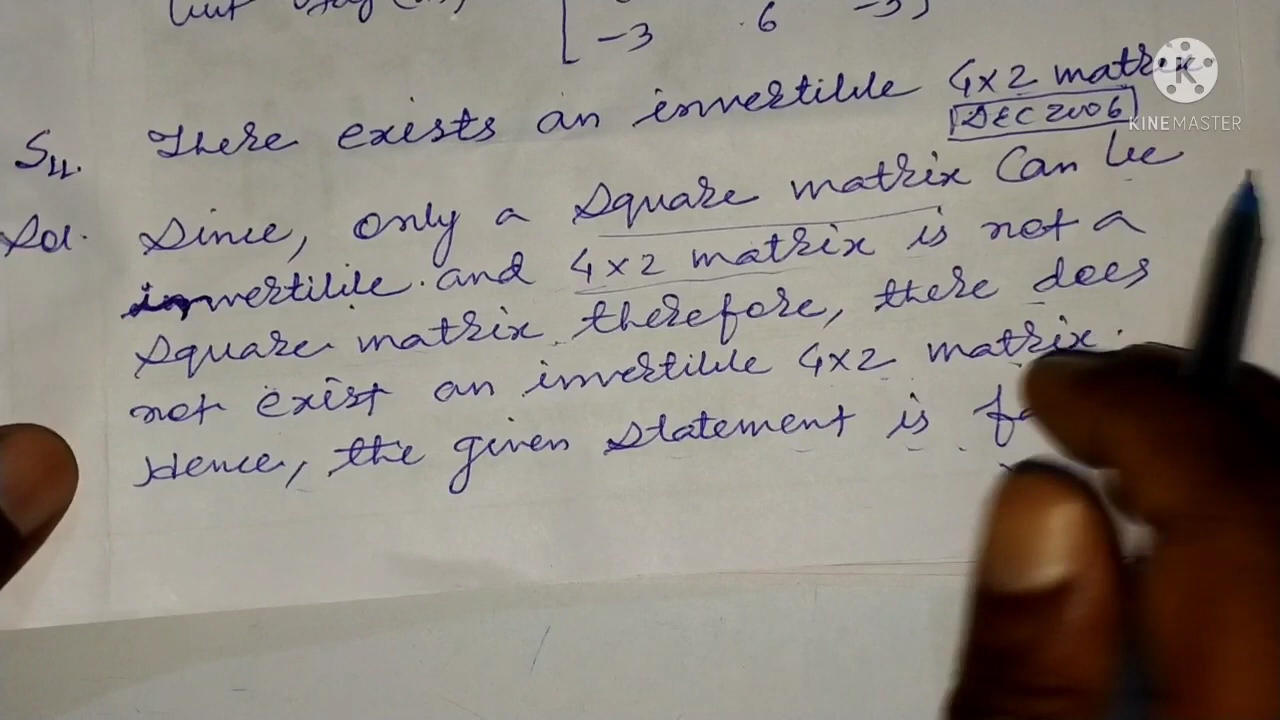 -3 6 -3
S4. There exists an invertible 4×2 matrix
DEC 2006
KINEMASTER
Sol. Since, only a square matrix can be
invertible and 4×2 matrix is not a
square matrix therefore, there does
not exist an invertible 4×2 matrix.
Hence, the given statement is